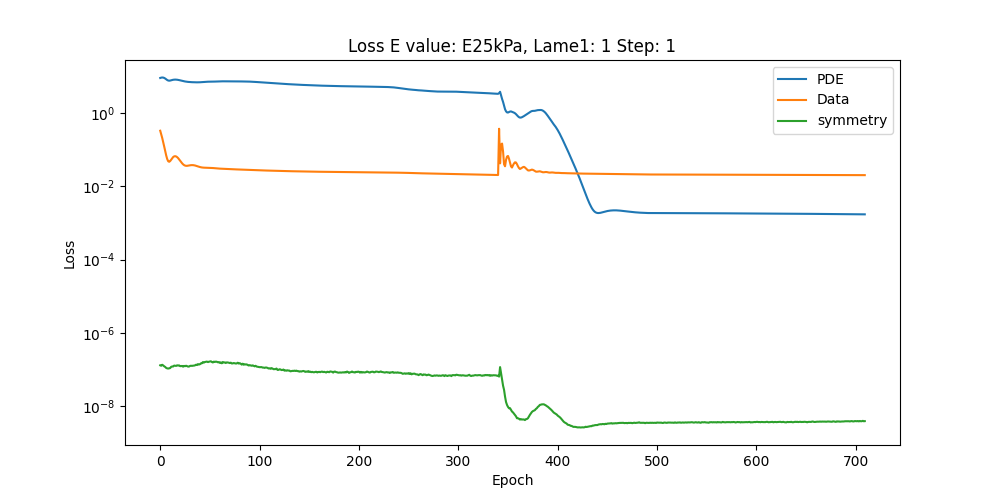 Loss E value: E25kPa, Lame1: 1 Step: 1
PDE
Data
symmetry
10^0
10^-2
10^-4
10^-6
10^-8
Loss
0 100 200 300 400 500 600 700
Epoch